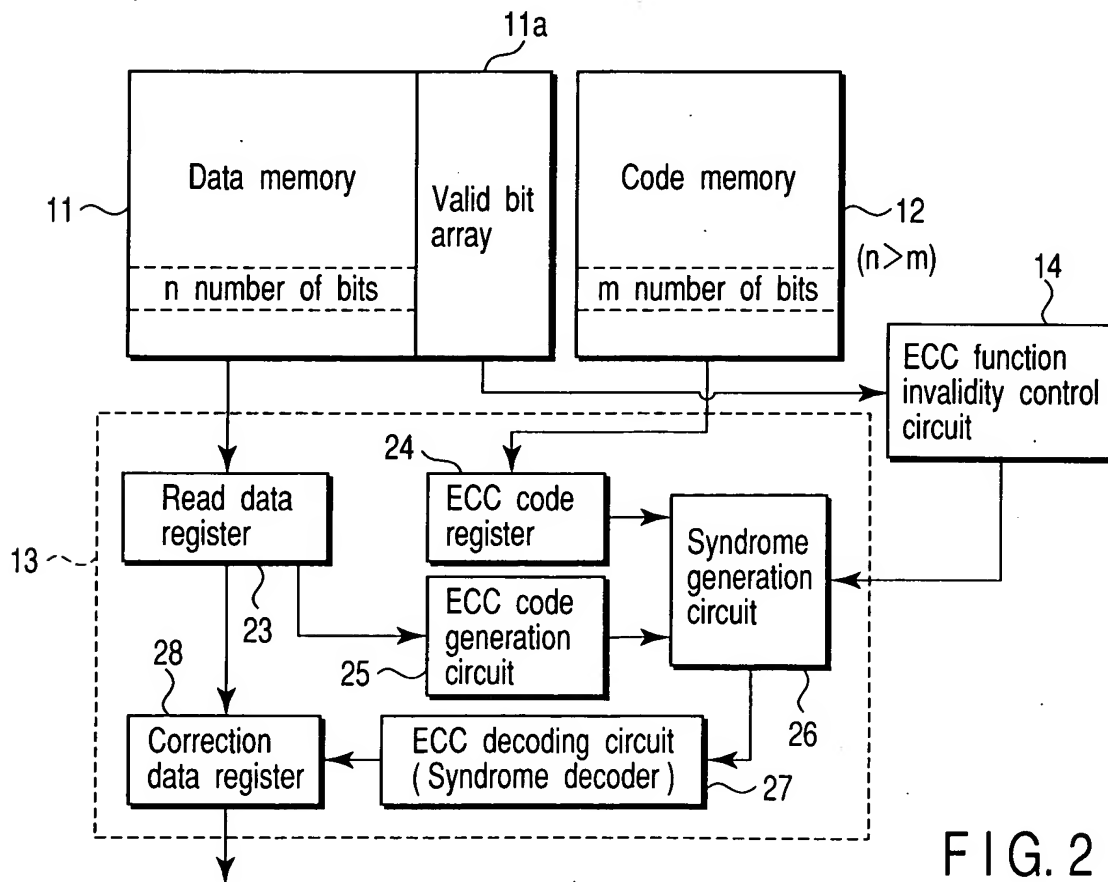 11a
Data memory
Valid bit
array
n number of bits
11
Code memory
m number of bits
12
(n>m)
14
ECC function
invalidity control
circuit
13
Read data
register
23
24
ECC code
register
ECC code
generation
circuit
25
Syndrome
generation
circuit
26
28
Correction
data register
ECC decoding circuit
(Syndrome decoder)
27
FIG. 2